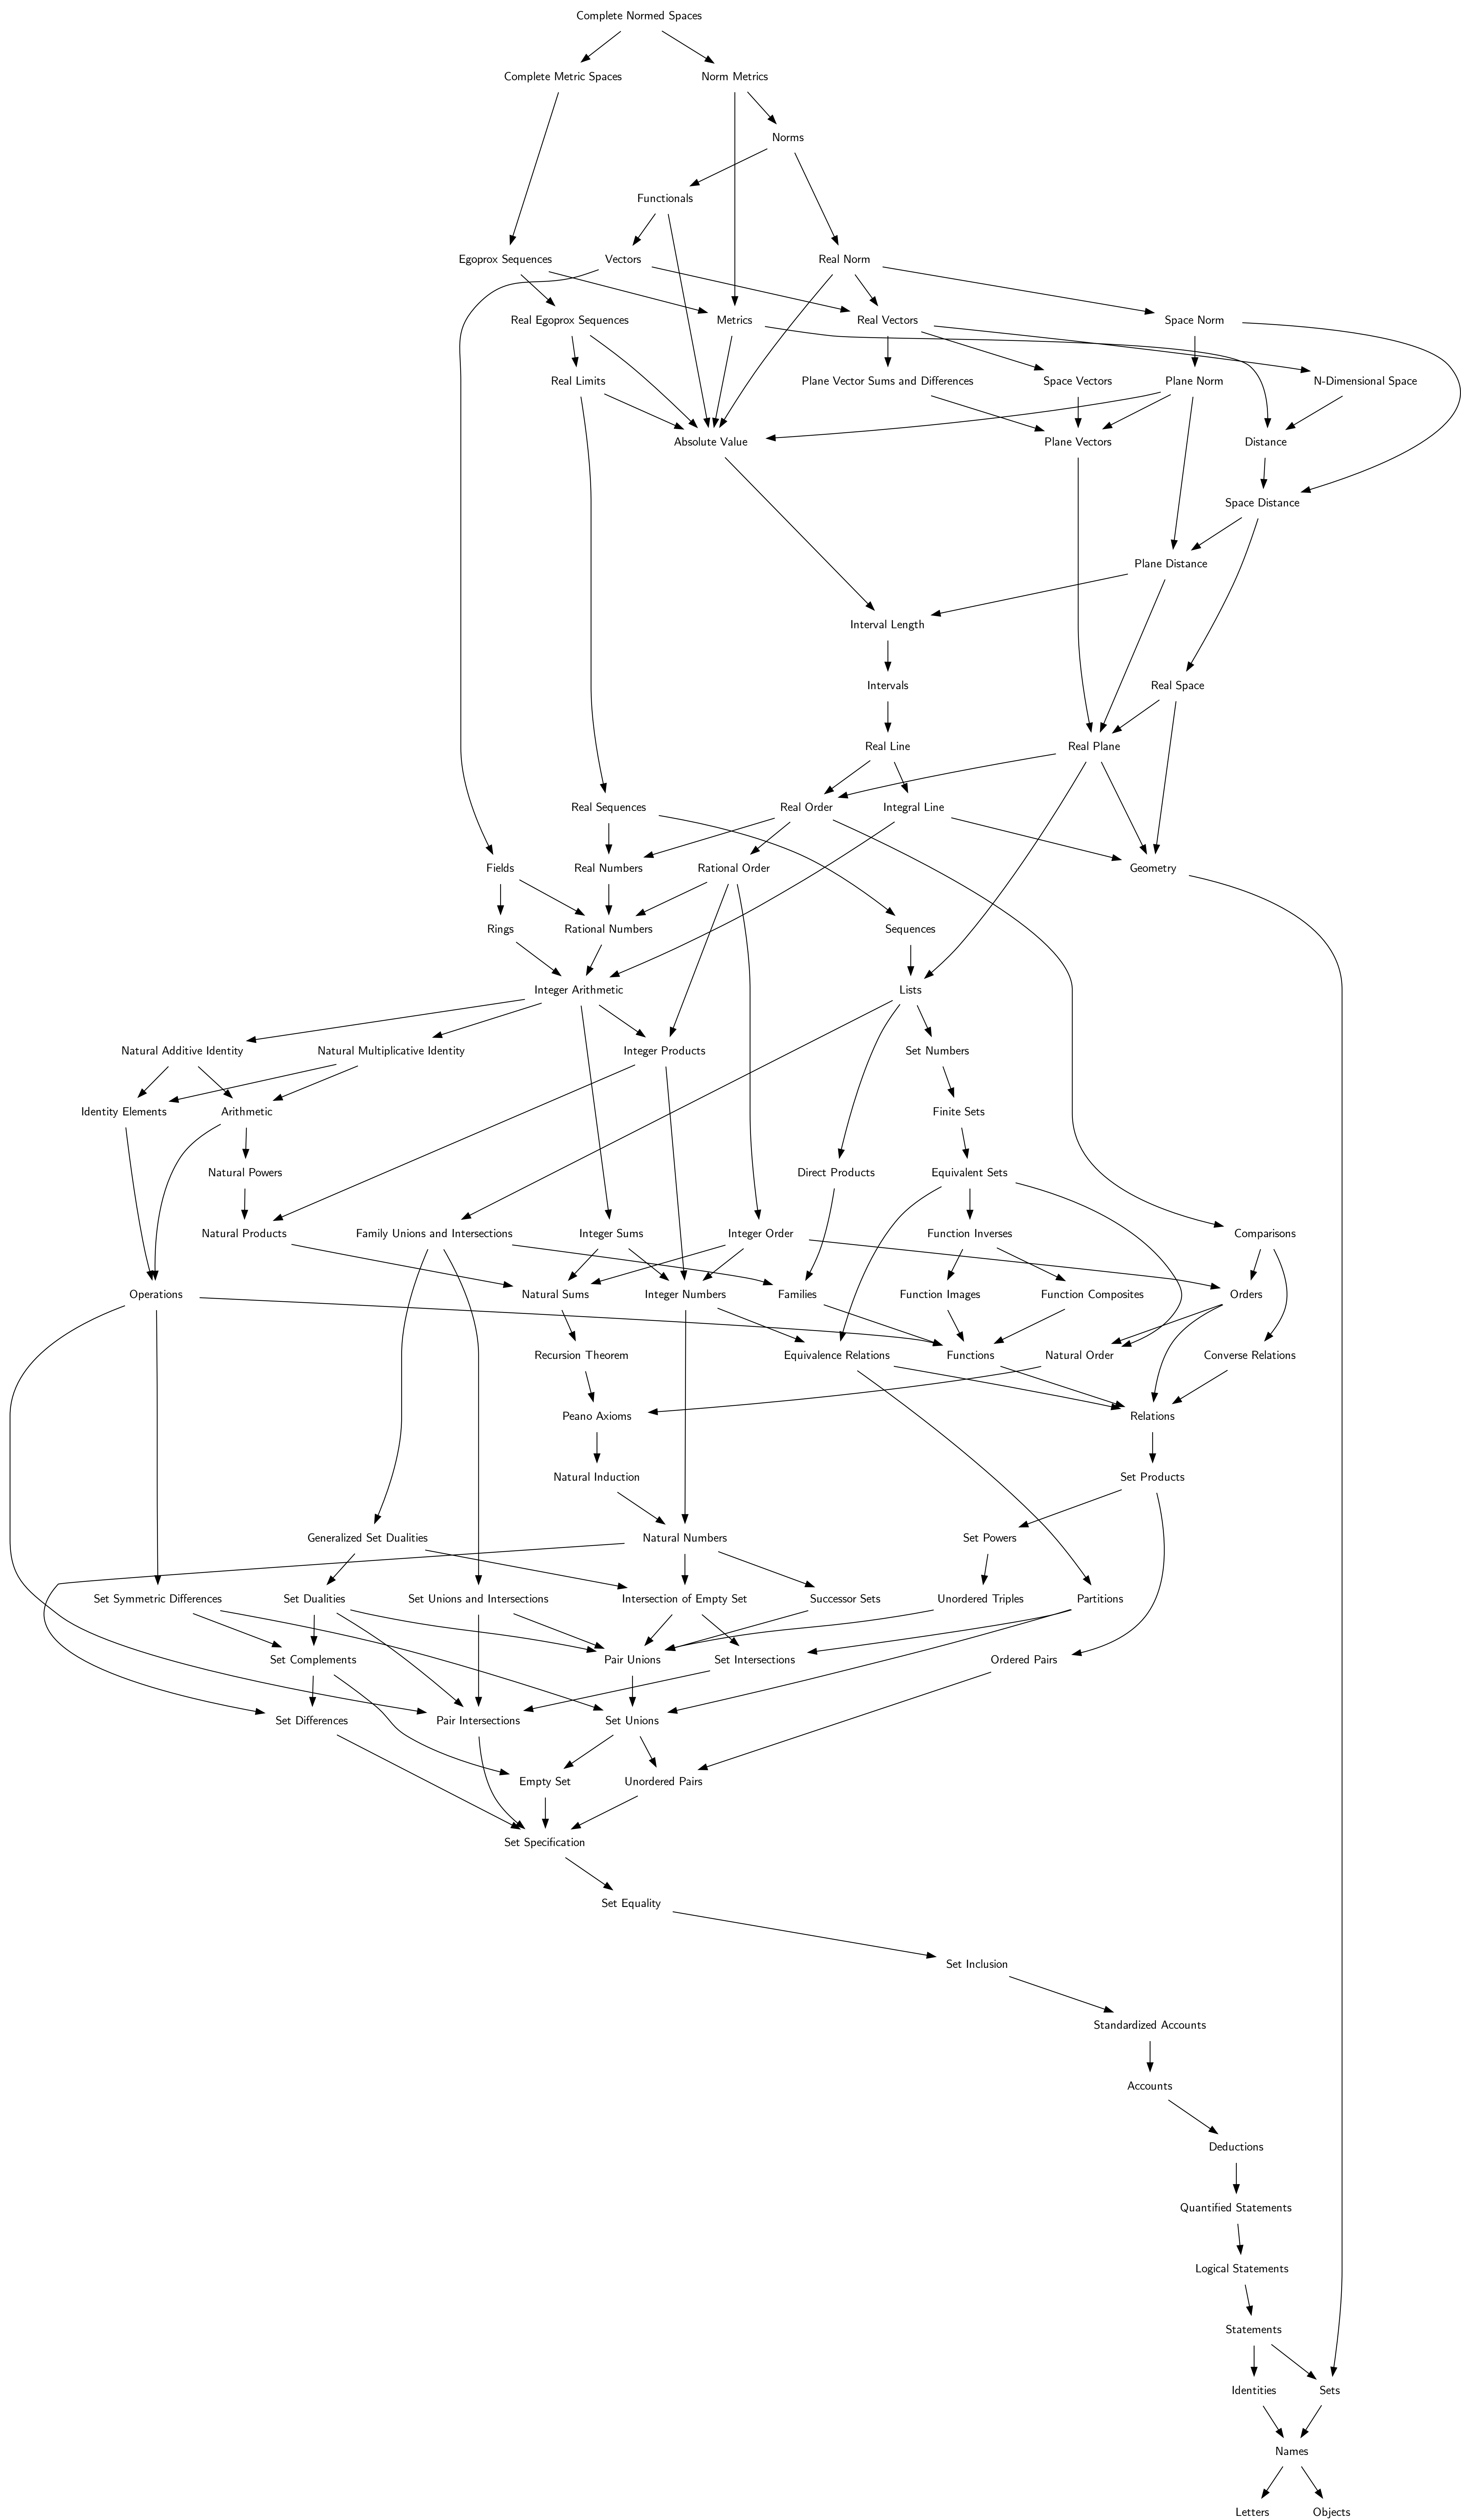 Complete Normed Spaces
Complete Metric Spaces
Norm Metrics
Norms
Functionals
Egoprox Sequences
Vectors
Real Norm
Real Egoprox Sequences
Metrics
Real Vectors
Space Norm
Real Limits
Plane Vector Sums and Differences
Space Vectors
Plane Norm
N-Dimensional Space
Absolute Value
Plane Vectors
Distance
Space Distance
Plane Distance
Interval Length
Intervals
Real Space
Real Line
Real Plane
Real Sequences
Real Order
Integral Line
Fields
Real Numbers
Rational Order
Geometry
Rings
Rational Numbers
Sequences
Integer Arithmetic
Lists
Natural Additive Identity
Natural Multiplicative Identity
Integer Products
Set Numbers
Identity Elements
Arithmetic
Finite Sets
Natural Powers
Direct Products
Equivalent Sets
Natural Products
Family Unions and Intersections
Integer Sums
Integer Order
Function Inverses
Comparisons
Operations
Natural Sums
Integer Numbers
Families
Function Images
Function Composites
Orders
Recursion Theorem
Equivalence Relations
Functions
Natural Order
Converse Relations
Peano Axioms
Relations
Natural Induction
Set Products
Generalized Set Dualities
Natural Numbers
Set Powers
Set Symmetric Differences
Set Dualities
Set Unions and Intersections
Intersection of Empty Set
Successor Sets
Unordered Triples
Partitions
Set Complements
Pair Unions
Set Intersections
Ordered Pairs
Set Differences
Pair Intersections
Set Unions
Empty Set
Unordered Pairs
Set Specification
Set Equality
Set Inclusion
Standardized Accounts
Accounts
Deductions
Quantified Statements
Logical Statements
Statements
Identities
Sets
Names
Letters
Objects